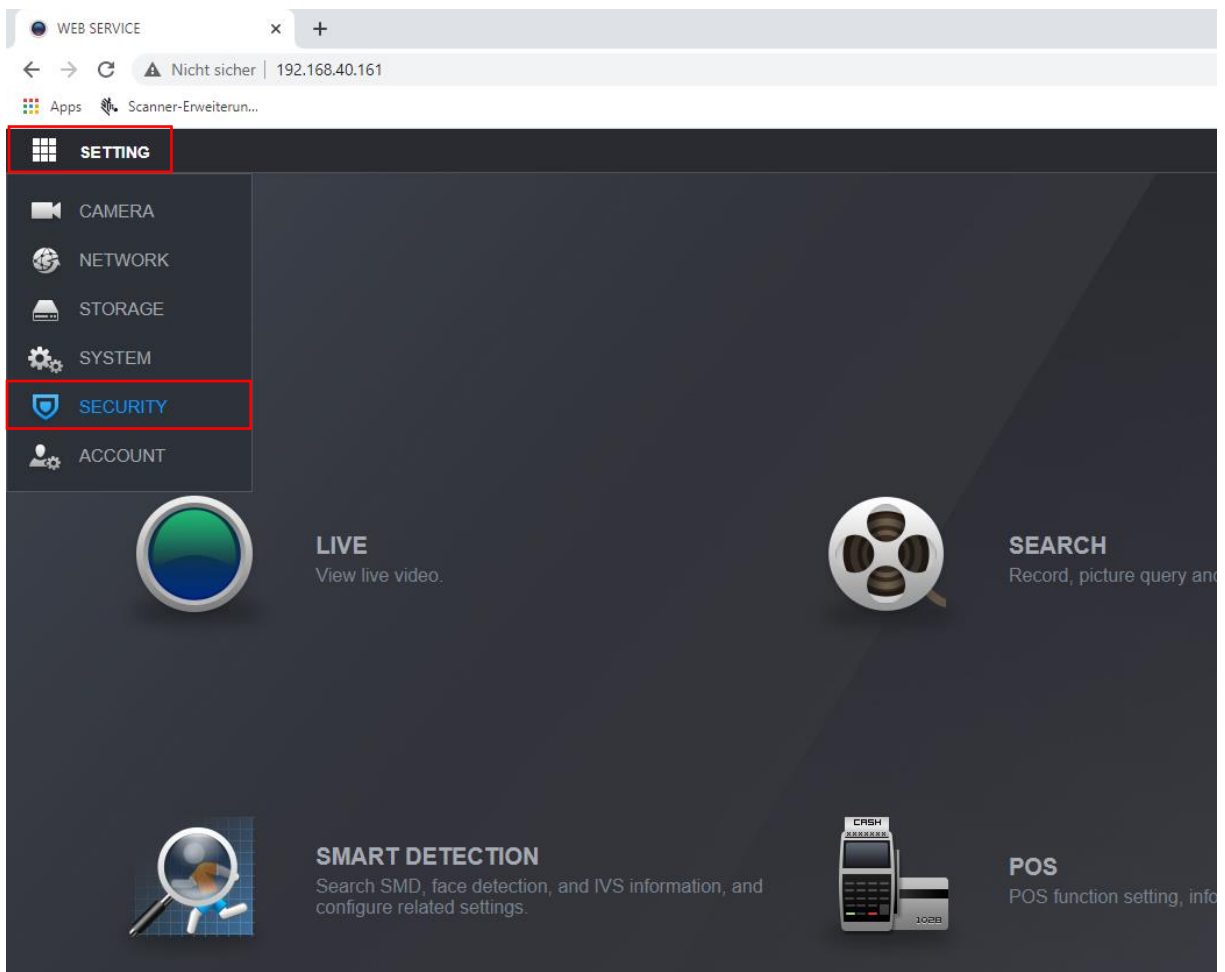 WEB SERVICE
Nicht sicher | 192.168.40.161
Apps Scanner-Erweiterun...
SETTING
CAMERA
NETWORK
STORAGE
SYSTEM
SECURITY
ACCOUNT
LIVE
View live video.
SEARCH
Record, picture query and
SMART DETECTION
Search SMD, face detection, and IVS information, and
configure related settings.
CASH
XXXXXXX
1028
POS
POS function setting, info